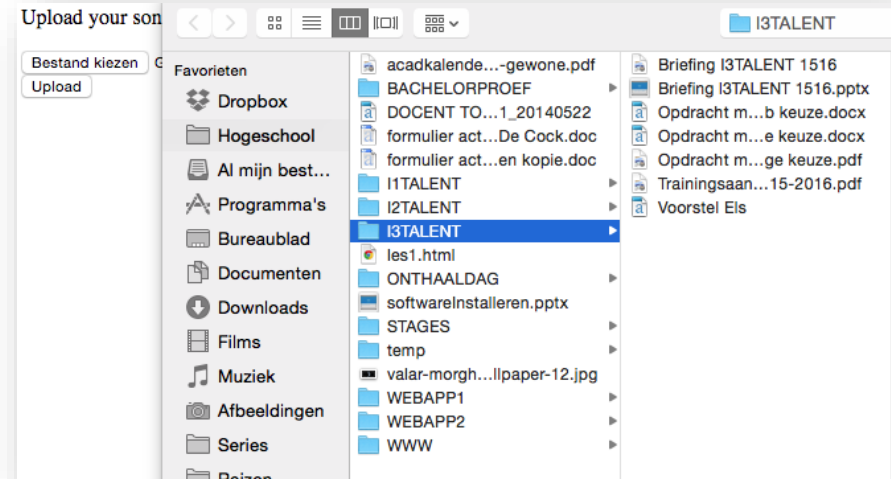 Upload your son
Bestand kiezen
Upload
I3TALENT
Favorieten
Dropbox
Hogeschool
Al mijn best...
Programma's
Bureaublad
Documenten
Downloads
Films
Muziek
Afbeeldingen
Series
Reizen
acadkalende...-gewone.pdf
BACHELORPROEF
DOCENT TO...1_20140522
formulier act...De Cock.doc
formulier act...en kopie.doc
I1TALENT
I2TALENT
I3TALENT
les1.html
ONTHAALDAG
softwareInstalleren.pptx
STAGES
temp
valar-morgh...llpaper-12.jpg
WEBAPP1
WEBAPP2
WWW
Briefing I3TALENT 1516
Briefing I3TALENT 1516.pptx
Opdracht m...b keuze.docx
Opdracht m...e keuze.docx
Opdracht m...ge keuze.pdf
Trainingsaan...15-2016.pdf
Voorstel Els